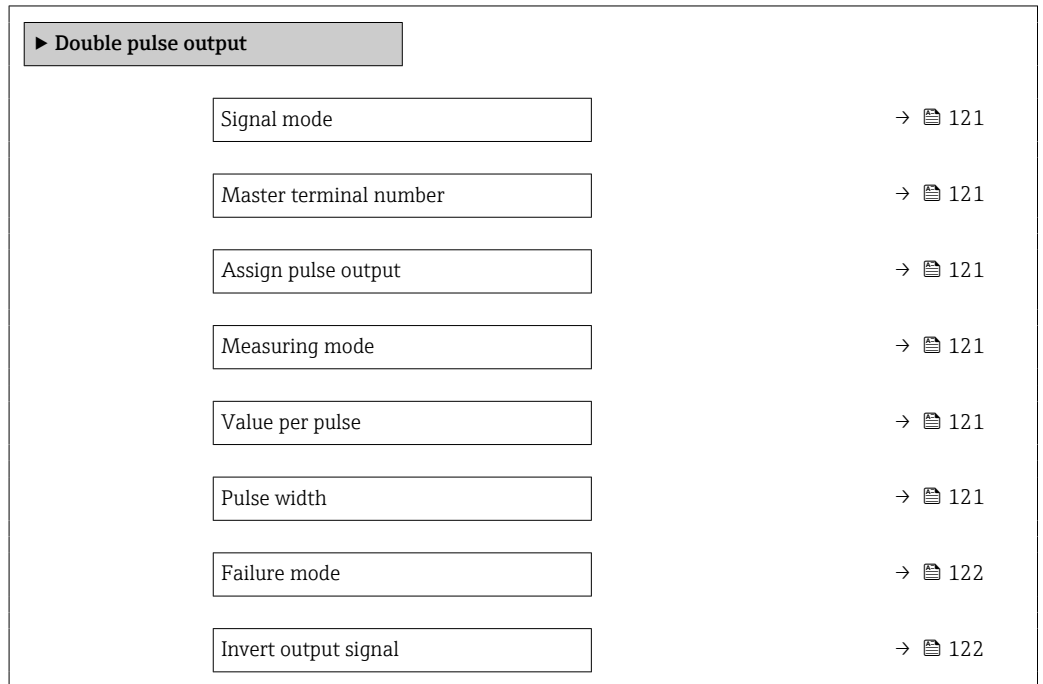 ▶ Double pulse output
Signal mode → 121
Master terminal number → 121
Assign pulse output → 121
Measuring mode → 121
Value per pulse → 121
Pulse width → 121
Failure mode → 122
Invert output signal → 122